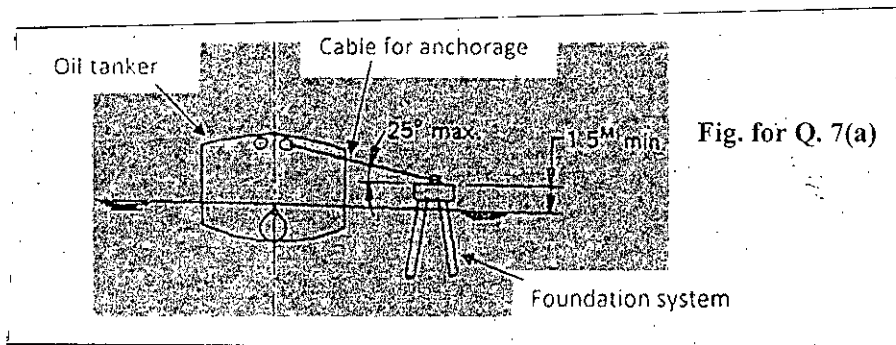 Cable for anchorage
Oil tanker
25° max.
1·5ᴹ min
Fig. for Q. 7(a)
Foundation system